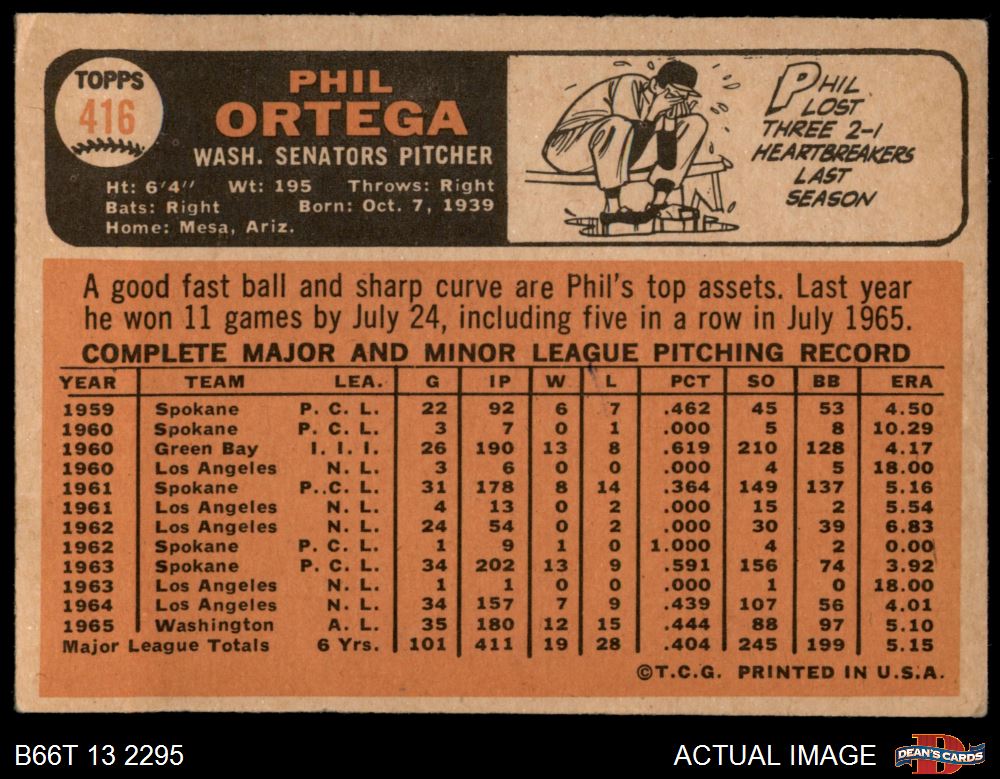 TOPPS
416
PHIL
ORTEGA
WASH. SENATORS PITCHER
Ht: 6'4" Wt: 195 Throws: Right
Bats: Right Born: Oct. 7, 1939
Home: Mesa, Ariz.
PHIL
LOST
THREE 2-1
HEARTBREAKERS
LAST
SEASON
A good fast ball and sharp curve are Phil's top assets. Last year
he won 11 games by July 24, including five in a row in July 1965.
COMPLETE MAJOR AND MINOR LEAGUE PITCHING RECORD
YEAR TEAM LEA. G IP W L PCT SO BB ERA
1959 Spokane P. C. L. 22 92 6 7 .462 45 53 4.50
1960 Spokane P. C. L. 3 7 0 1 .000 5 8 10.29
1960 Green Bay I. I. I. 26 190 13 8 .619 210 128 4.17
1960 Los Angeles N. L. 3 6 0 0 .000 4 5 18.00
1961 Spokane P..C. L. 31 178 8 14 .364 149 137 5.16
1961 Los Angeles N. L. 4 13 0 2 .000 15 2 5.54
1962 Los Angeles N. L. 24 54 0 2 .000 30 39 6.83
1962 Spokane P. C. L. 1 9 1 0 1.000 4 2 0.00
1963 Spokane P. C. L. 34 202 13 9 .591 156 74 3.92
1963 Los Angeles N. L. 1 1 0 0 .000 1 0 18.00
1964 Los Angeles N. L. 34 157 7 9 .439 107 56 4.01
1965 Washington A. L. 35 180 12 15 .444 88 97 5.10
Major League Totals 6 Yrs. 101 411 19 28 .404 245 199 5.15
©T.C.G. PRINTED IN U.S.A.
B66T 13 2295
ACTUAL IMAGE
DEAN'S CARDS